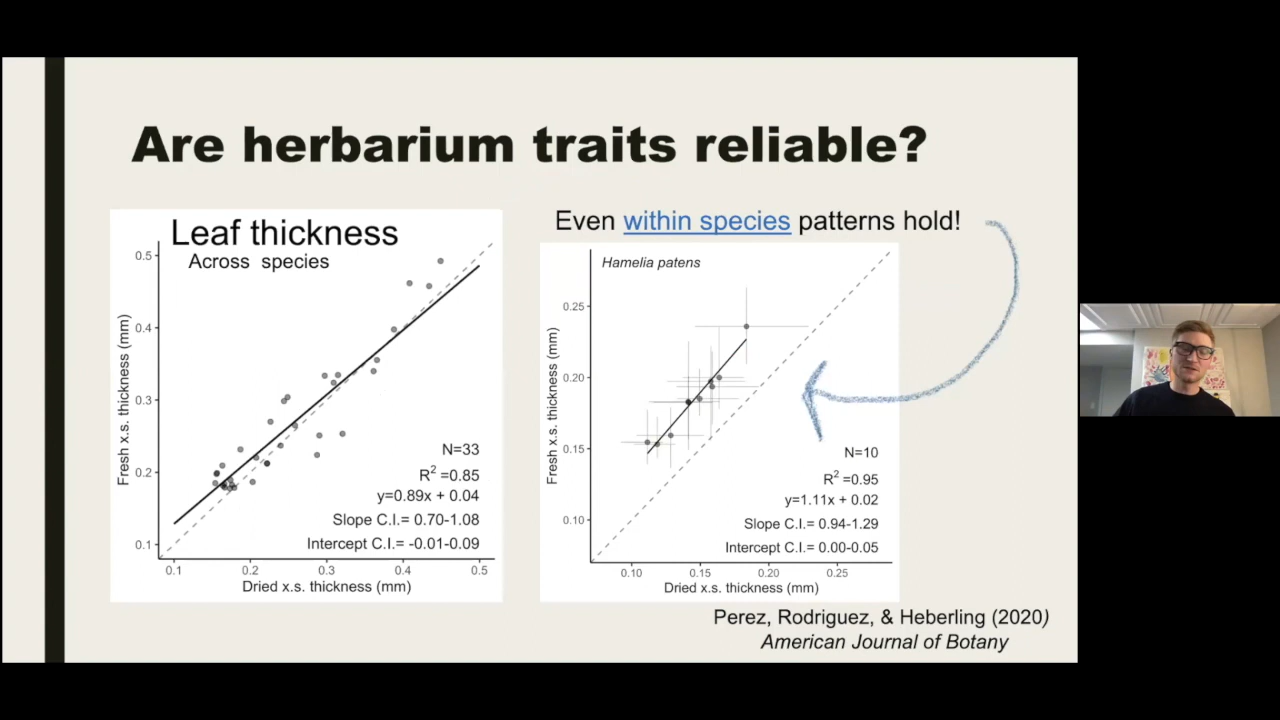 Are herbarium traits reliable?
Leaf thickness
Across species
Fresh x.s. thickness (mm)
0.5
0.4
0.3
0.2
0.1
N=33
R2 =0.85
y=0.89x + 0.04
Slope C.I.= 0.70-1.08
Intercept C.I.= -0.01-0.09
0.1 0.2 0.3 0.4 0.5
Dried x.s. thickness (mm)
Even within species patterns hold!
Hamelia patens
Fresh x.s. thickness (mm)
0.25
0.20
0.15
0.10
N=10
R2 =0.95
y=1.11x + 0.02
Slope C.I.= 0.94-1.29
Intercept C.I.= 0.00-0.05
0.10 0.15 0.20 0.25
Dried x.s. thickness (mm)
Perez, Rodriguez, & Heberling (2020)
American Journal of Botany